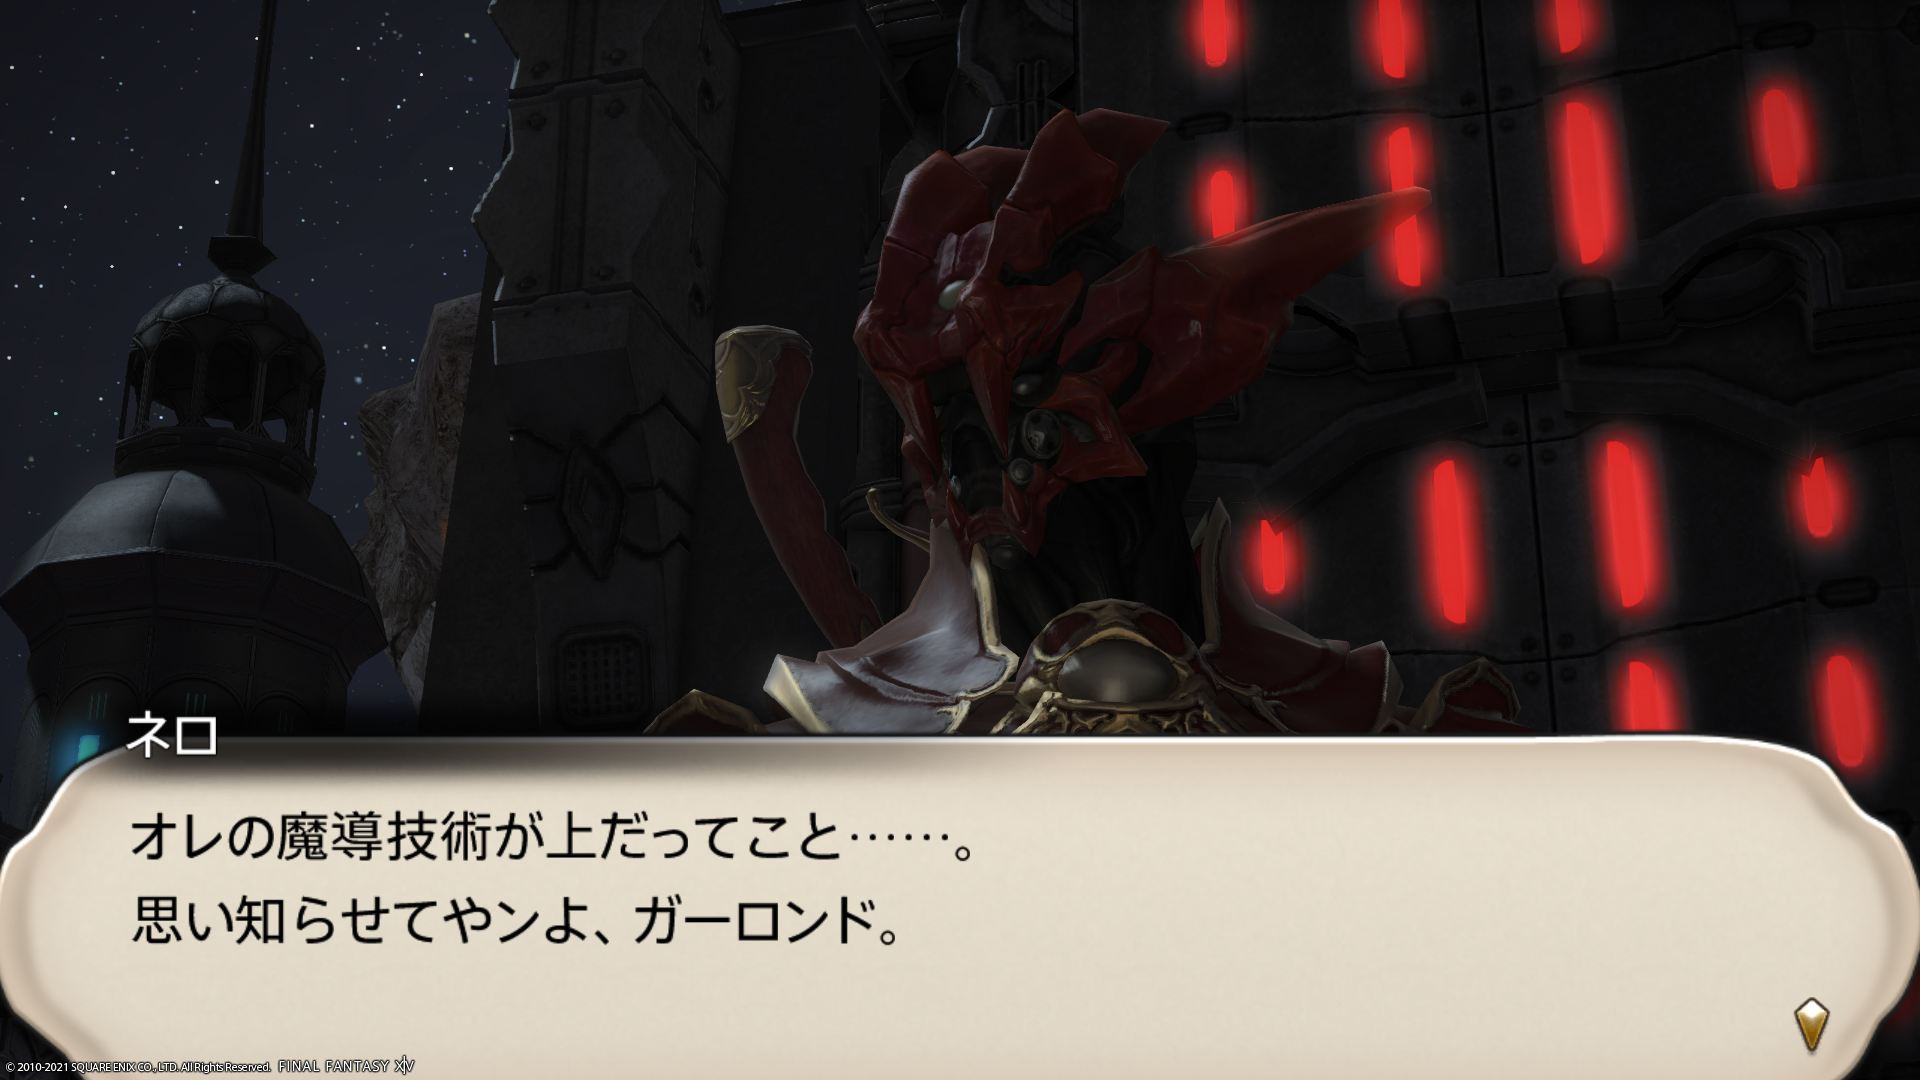 ネロ
オレの魔導技術が上だってこと……。
思い知らせてやンよ、ガーロンド。
© 2010-2021 SQUARE ENIX CO., LTD. All Rights Reserved. FINAL FANTASY XIV